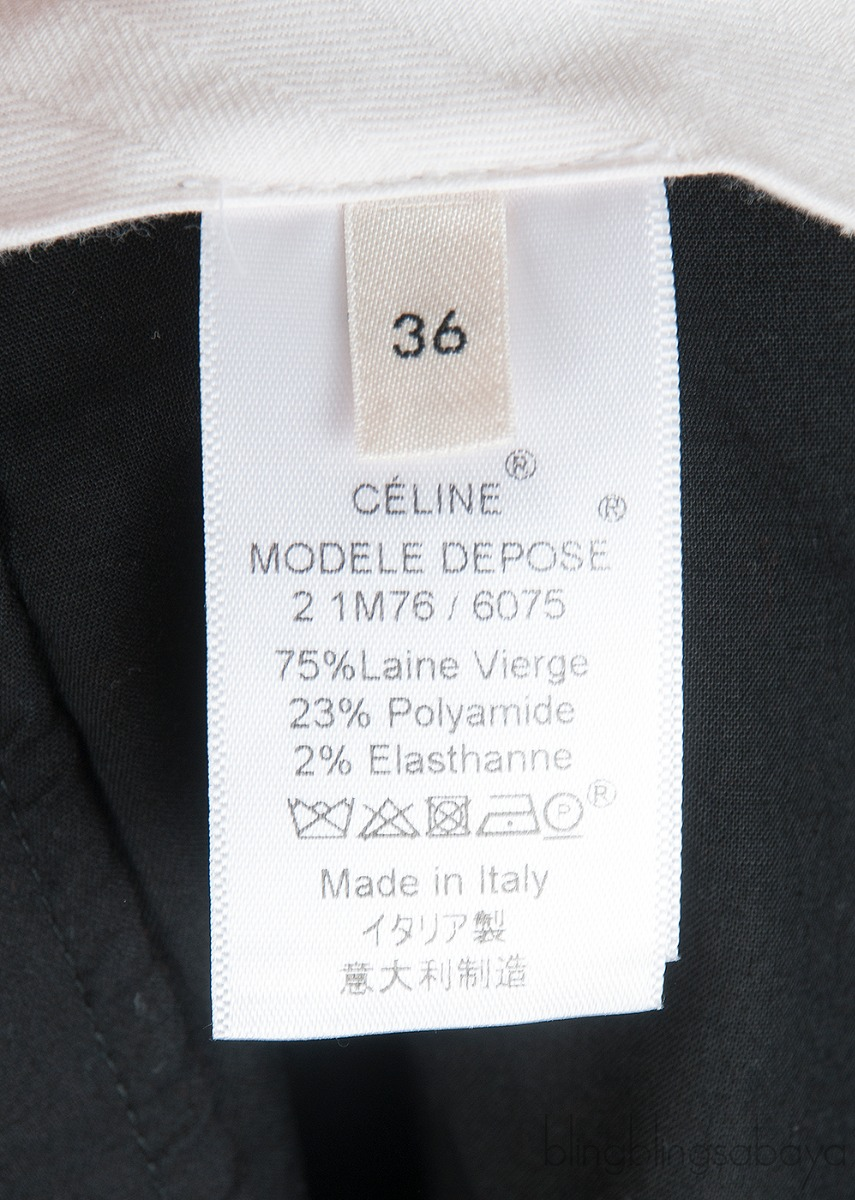 36
CÉLINE®
MODELE DEPOSE®
2 1M76 / 6075
75%Laine Vierge
23% Polyamide
2% Elasthanne
P ®
Made in Italy
イタリア製
意大利制造
blingblingsabaya